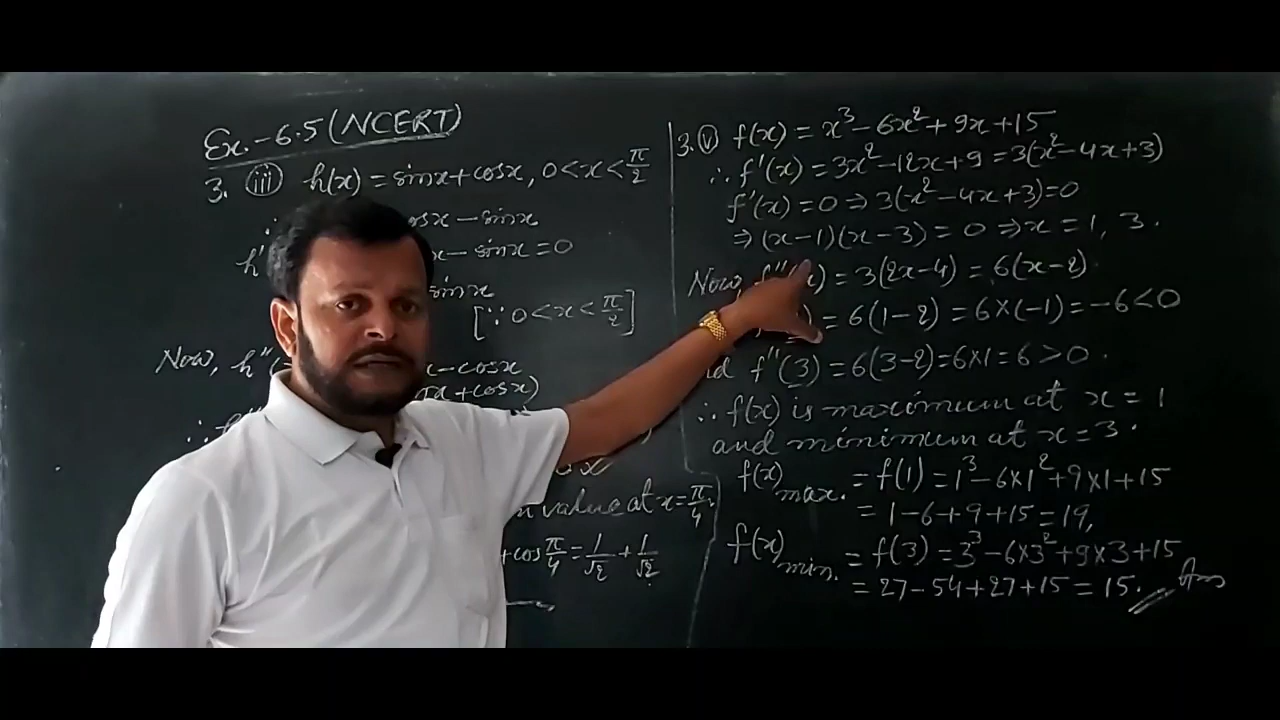 Ex.-6.5 (NCERT)
3. (iii) h(x) = sinx + cosx, 0<x<π/2
∴ cosx - sinx
h' x - sinx = 0
sinx
[∵ 0<x<π/2]
Now, h'' x - cosx
x + cosx)
∴
value at x = π/4.
+ cos π/4 = 1/√2 + 1/√2
3. (v) f(x) = x³ - 6x² + 9x + 15
∴ f'(x) = 3x² - 12x + 9 = 3(x² - 4x + 3)
f'(x) = 0 ⇒ 3(x² - 4x + 3) = 0
⇒ (x - 1)(x - 3) = 0 ⇒ x = 1, 3.
Now, f''(x) = 3(2x - 4) = 6(x - 2)
) = 6(1 - 2) = 6×(-1) = -6 < 0
f''(3) = 6(3 - 2) = 6×1 = 6 > 0.
∴ f(x) is maximum at x = 1
and minimum at x = 3.
f(x) max. = f(1) = 1³ - 6×1² + 9×1 + 15
= 1 - 6 + 9 + 15 = 19,
f(x) min. = f(3) = 3³ - 6×3² + 9×3 + 15
= 27 - 54 + 27 + 15 = 15. Ans